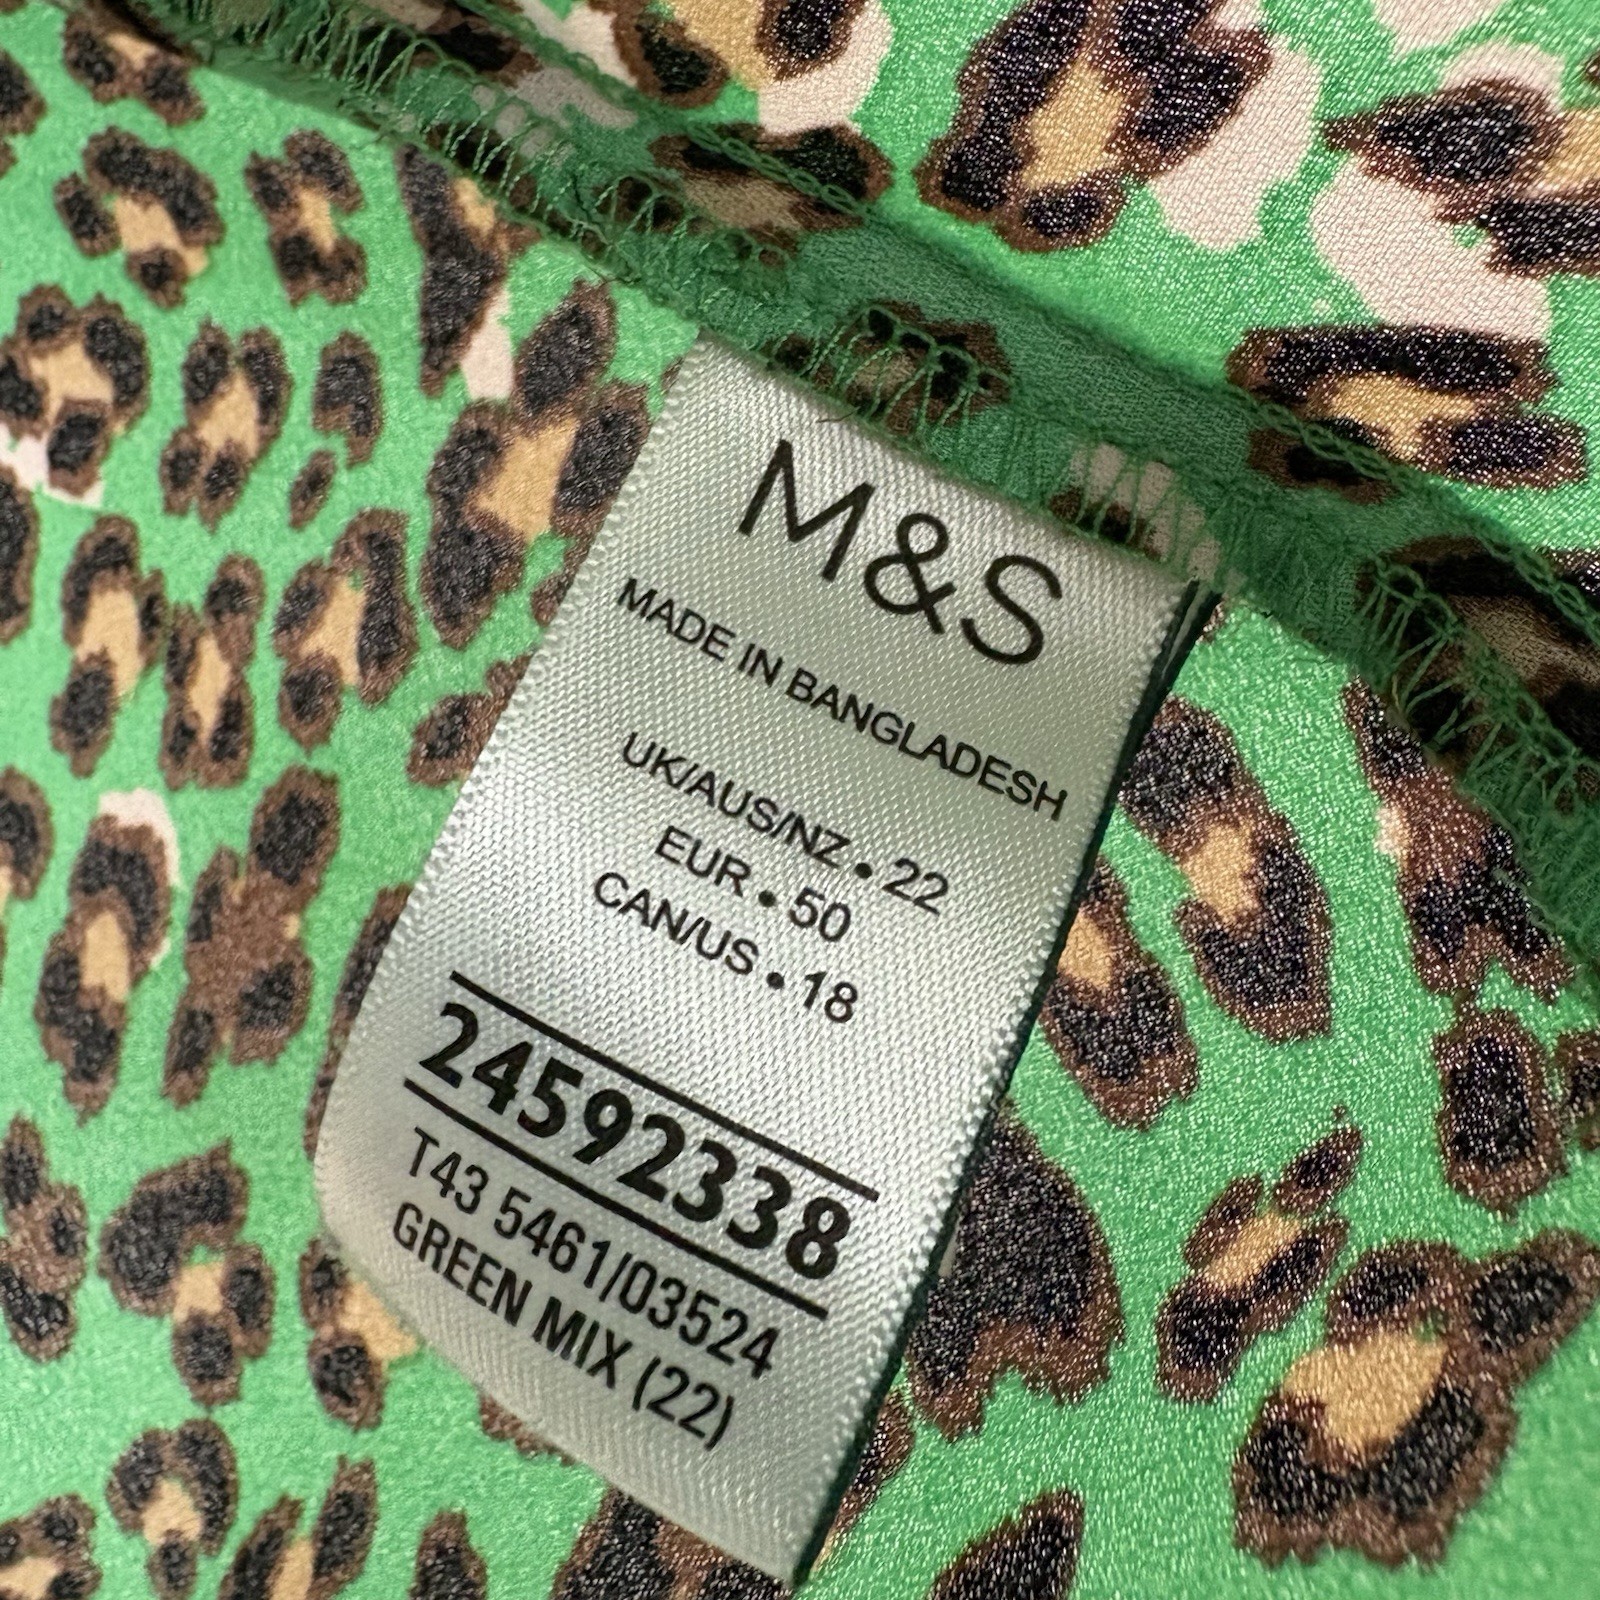 M&S
MADE IN BANGLADESH
UK/AUS/NZ • 22
EUR • 50
CAN/US • 18
24592338
T43 5461/03524
GREEN MIX (22)